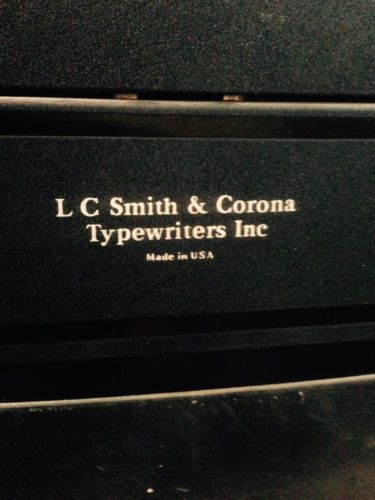 L C Smith & Corona
Typewriters Inc
Made in USA